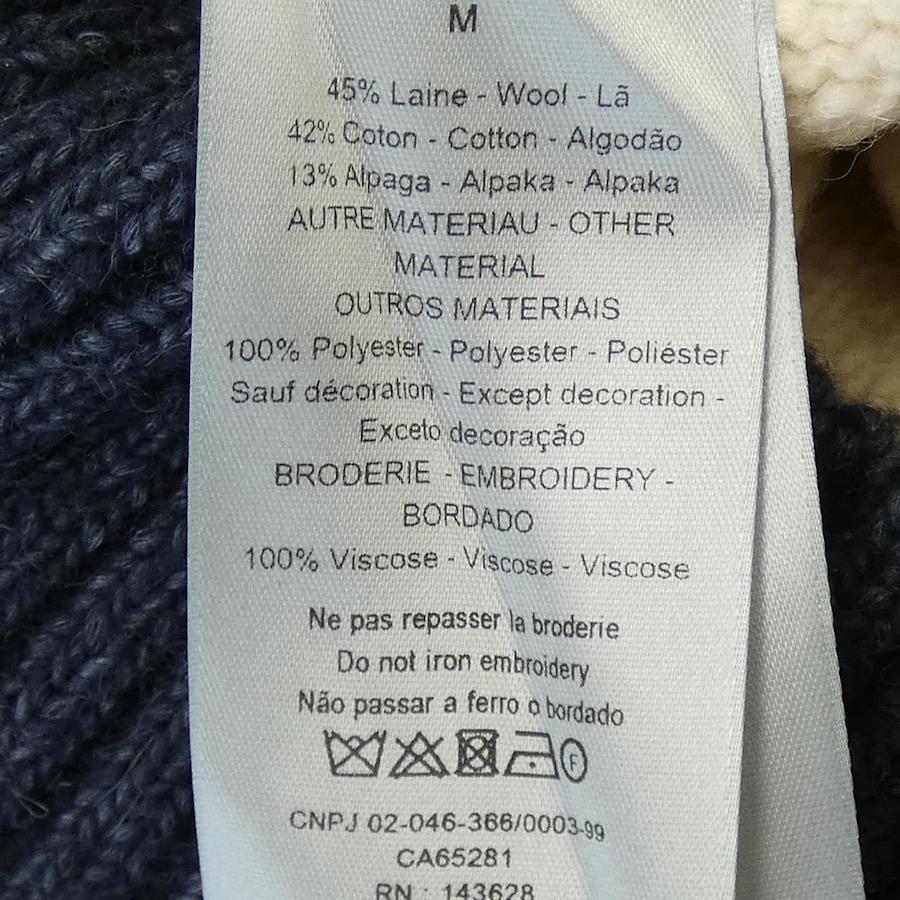 M
45% Laine - Wool - Lã
42% Coton - Cotton - Algodão
13% Alpaga - Alpaka - Alpaka
AUTRE MATERIAU - OTHER
MATERIAL
OUTROS MATERIAIS
100% Polyester - Polyester - Poliéster
Sauf décoration - Except decoration -
Exceto decoração
BRODERIE - EMBROIDERY -
BORDADO
100% Viscose - Viscose - Viscose
Ne pas repasser la broderie
Do not iron embroidery
Não passar a ferro o bordado
F
CNPJ 02-046-366/0003-99
CA65281
RN : 143628